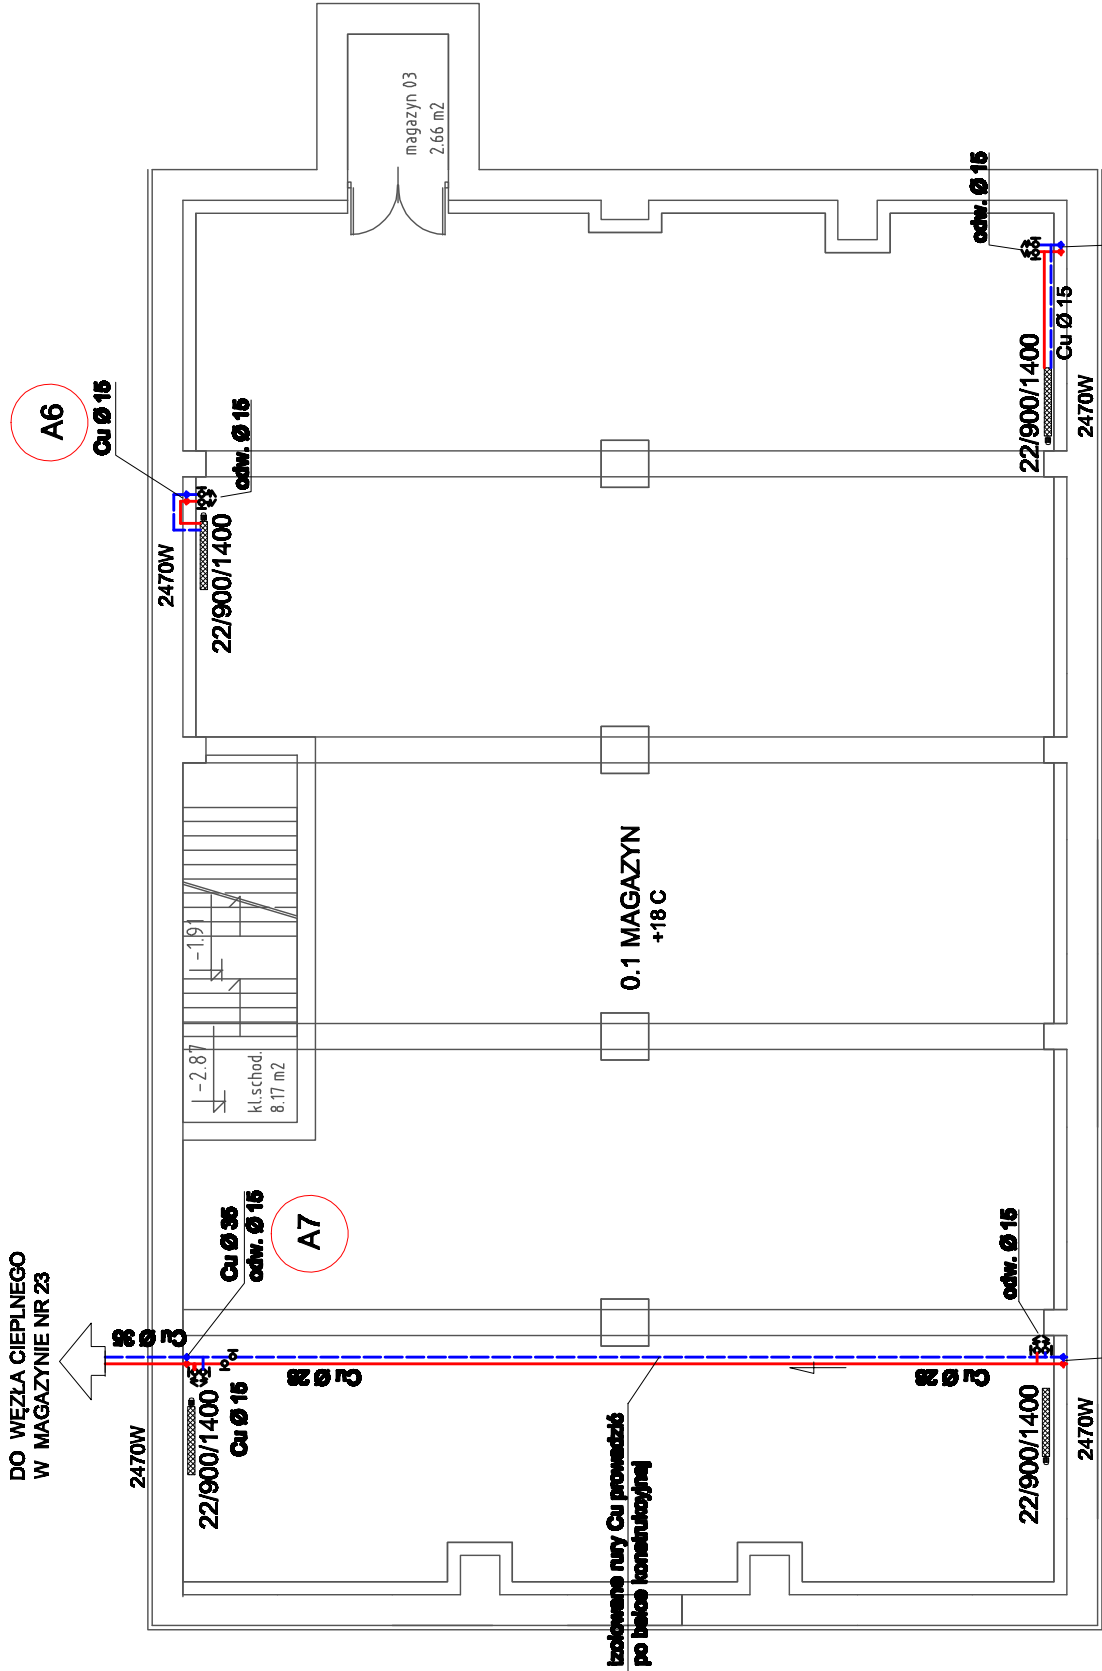 DO WĘZŁA CIEPLNEGO
W MAGAZYNIE NR 23
A6
Cu Ø 15
odw. Ø 15
2470W
22/900/1400
magazyn 03
2.66 m2
odw. Ø 15
22/900/1400
Cu Ø 15
2470W
-1.91
-2.87
kl.schod.
8.17 m2
0.1 MAGAZYN
+18 C
Cu Ø 35
odw. Ø 15
A7
Cu Ø 35
2470W
22/900/1400
Cu Ø 15
Cu Ø 28
Cu Ø 28
odw. Ø 15
22/900/1400
2470W
Izolowane rury Cu prowadzić
po belce konstrukcyjnej